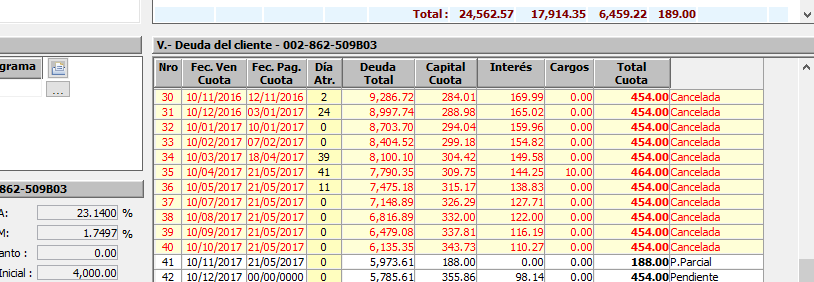 Total : 24,562.57 17,914.35 6,459.22 189.00
V.- Deuda del cliente - 002-862-509B03
grama
...
Nro Fec. Ven Cuota Fec. Pag. Cuota Día Atr. Deuda Total Capital Cuota Interés Cargos Total Cuota
30 10/11/2016 12/11/2016 2 9,286.72 284.01 169.99 0.00 454.00 Cancelada
31 10/12/2016 03/01/2017 24 8,997.74 288.98 165.02 0.00 454.00 Cancelada
32 10/01/2017 10/01/2017 0 8,703.70 294.04 159.96 0.00 454.00 Cancelada
33 10/02/2017 07/02/2017 0 8,404.52 299.18 154.82 0.00 454.00 Cancelada
34 10/03/2017 18/04/2017 39 8,100.10 304.42 149.58 0.00 454.00 Cancelada
35 10/04/2017 21/05/2017 41 7,790.35 309.75 144.25 10.00 464.00 Cancelada
36 10/05/2017 21/05/2017 11 7,475.18 315.17 138.83 0.00 454.00 Cancelada
37 10/07/2017 21/05/2017 0 7,148.89 326.29 127.71 0.00 454.00 Cancelada
38 10/08/2017 21/05/2017 0 6,816.89 332.00 122.00 0.00 454.00 Cancelada
39 10/09/2017 21/05/2017 0 6,479.08 337.81 116.19 0.00 454.00 Cancelada
40 10/10/2017 21/05/2017 0 6,135.35 343.73 110.27 0.00 454.00 Cancelada
41 10/11/2017 21/05/2017 0 5,973.61 188.00 0.00 0.00 188.00 P.Parcial
42 10/12/2017 00/00/0000 0 5,785.61 355.86 98.14 0.00 454.00 Pendiente
862-509B03
A: 23.1400 %
M: 1.7497 %
anto : 0.00
Inicial : 4,000.00